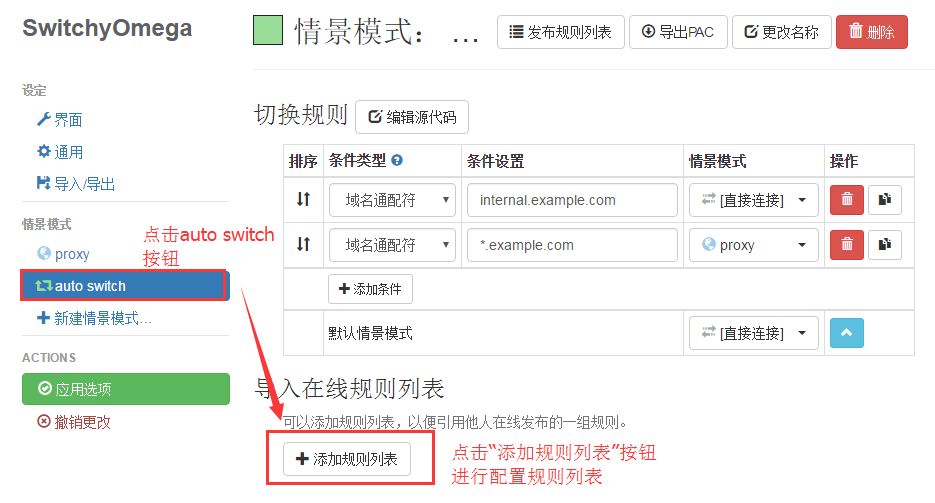 SwitchyOmega
情景模式： ...
发布规则列表
导出PAC
更改名称
删除
设定
界面
通用
导入/导出
情景模式
proxy
auto switch
新建情景模式...
ACTIONS
应用选项
撤销更改
点击auto switch
按钮
切换规则
编辑源代码
排序 条件类型 条件设置 情景模式 操作
域名通配符 internal.example.com [直接连接]
域名通配符 *.example.com proxy
添加条件
默认情景模式 [直接连接]
导入在线规则列表
可以添加规则列表，以便引用他人在线发布的一组规则。
添加规则列表
点击“添加规则列表”按钮
进行配置规则列表